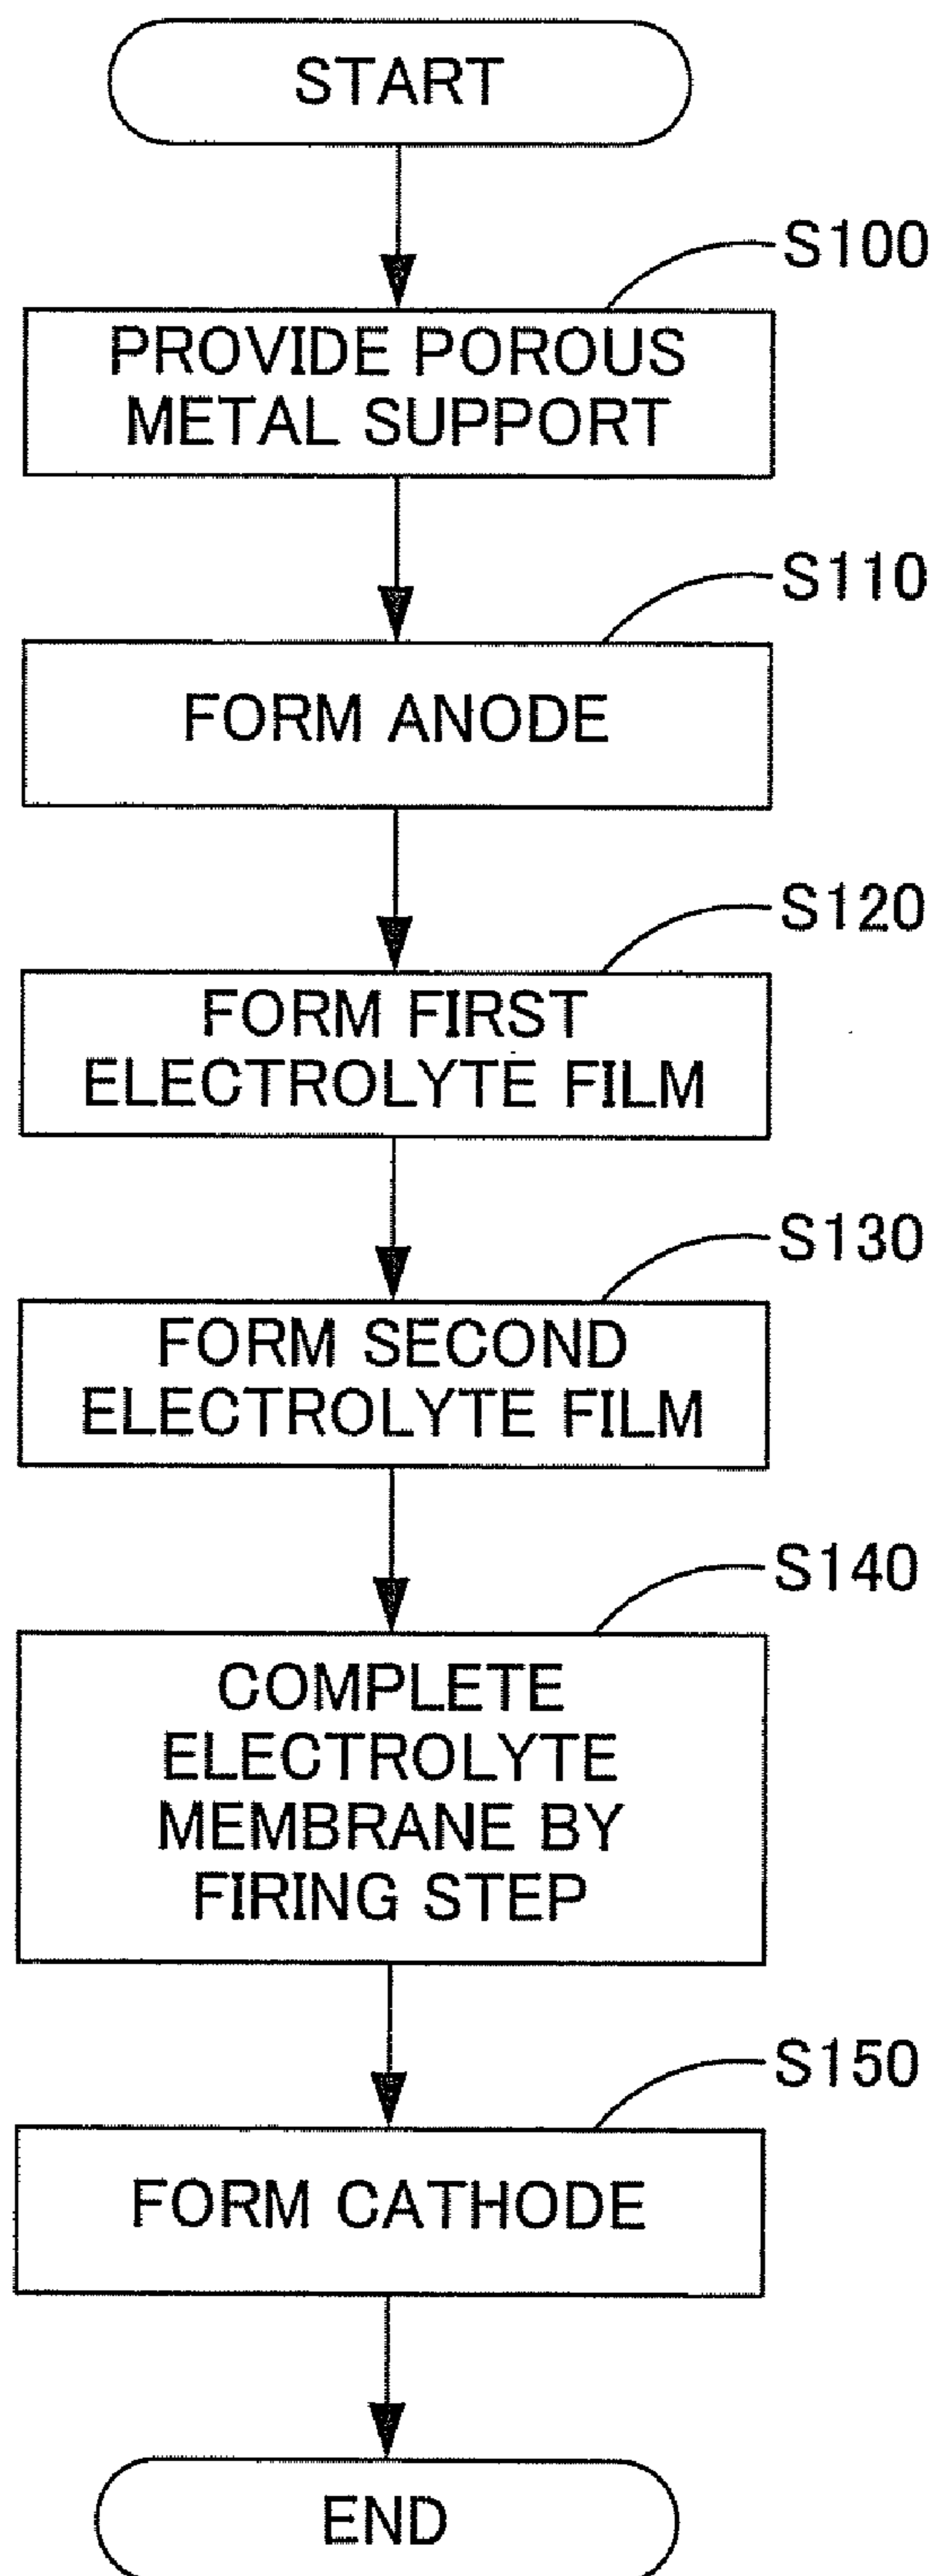 START
S100
PROVIDE POROUS
METAL SUPPORT
S110
FORM ANODE
S120
FORM FIRST
ELECTROLYTE FILM
S130
FORM SECOND
ELECTROLYTE FILM
S140
COMPLETE
ELECTROLYTE
MEMBRANE BY
FIRING STEP
S150
FORM CATHODE
END